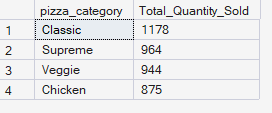 pizza_category Total_Quantity_Sold
1 Classic 1178
2 Supreme 964
3 Veggie 944
4 Chicken 875